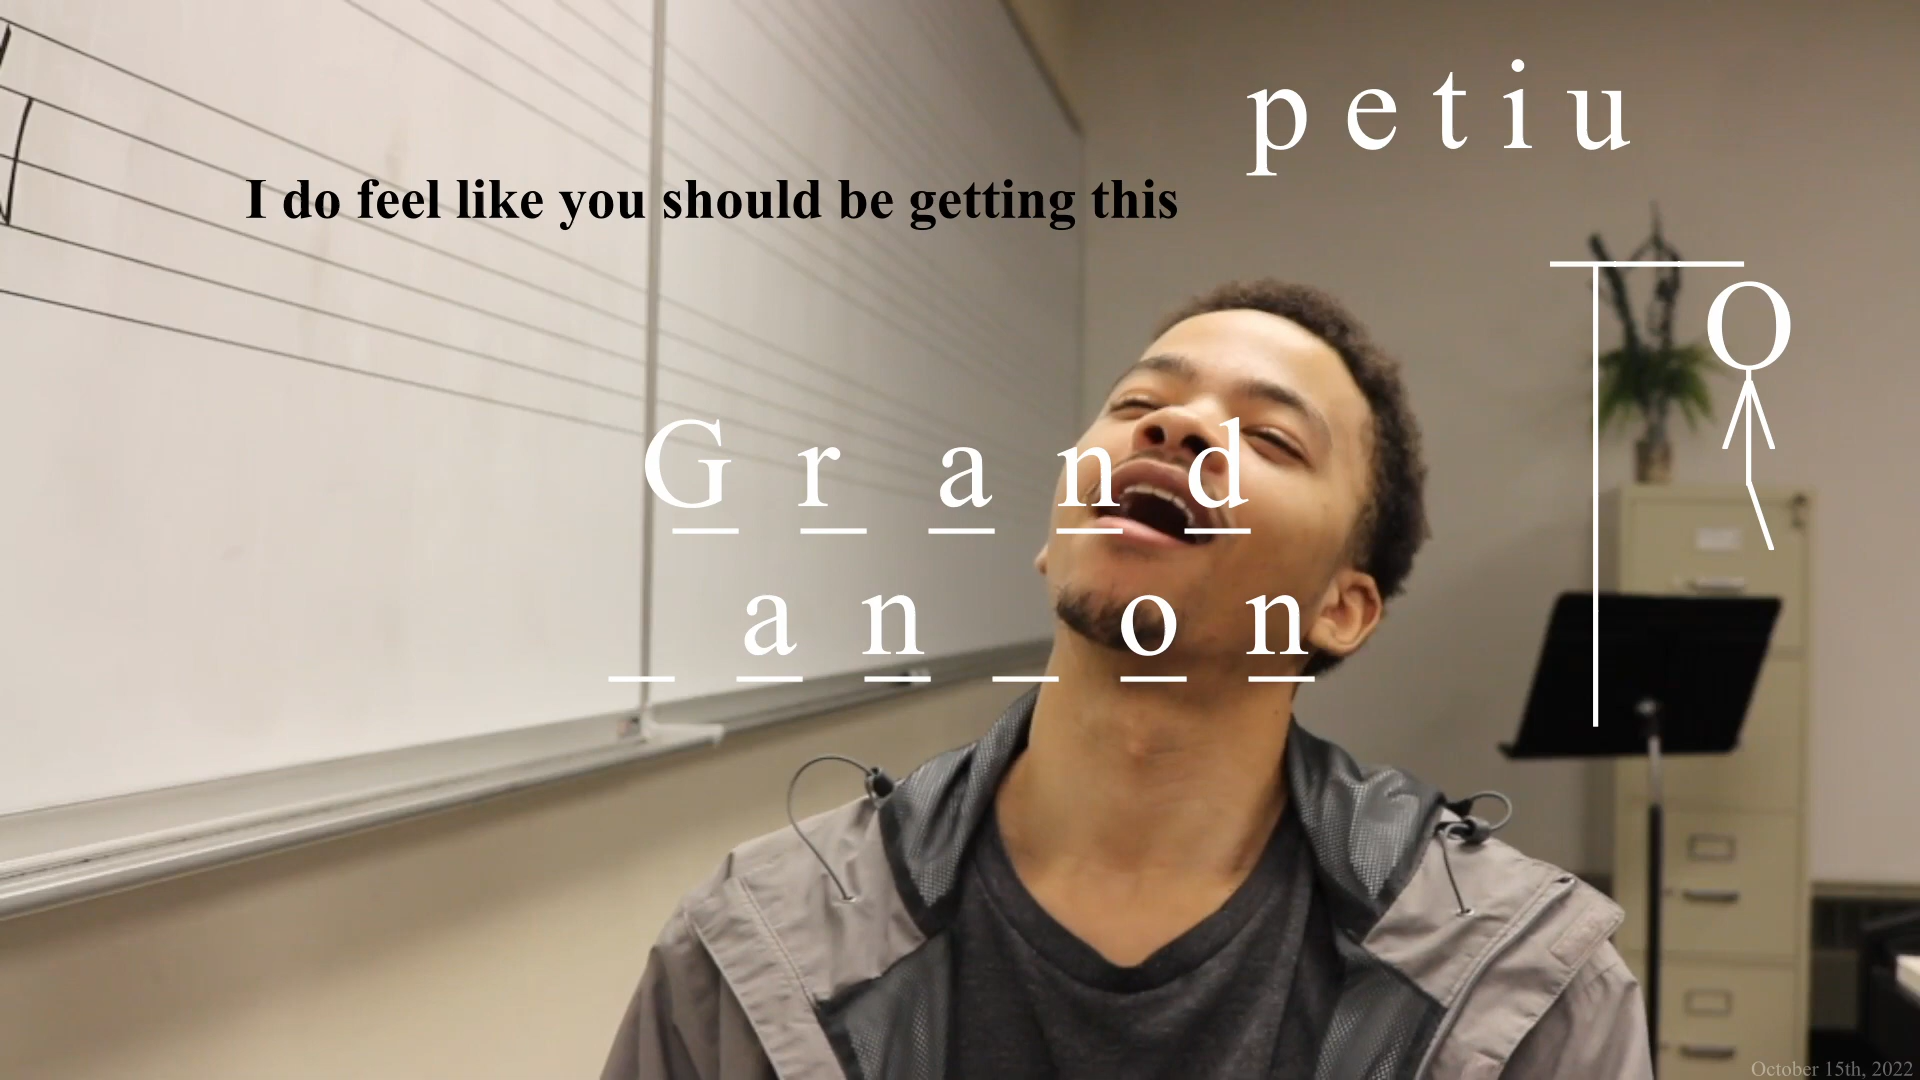 p e t i u
I do feel like you should be getting this
G r a n d
_ a n _ o n
October 15th, 2022